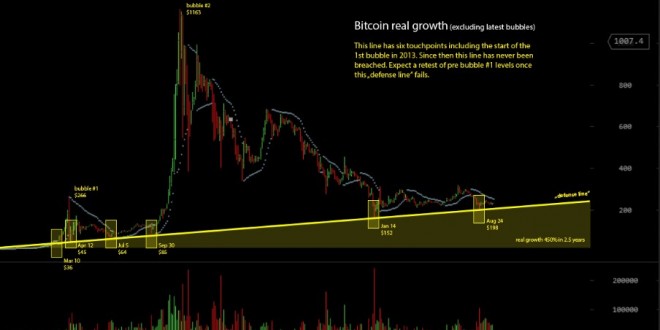 bubble #2
$1163
Bitcoin real growth (excluding latest bubbles)
This line has six touchpoints including the start of the
1st bubble in 2013. Since then this line has never been
breached. Expect a retest of pre bubble #1 levels once
this „defense line" fails.
1007.4
800
600
400
200
bubble #1
$266
„defense line"
Mar 10
$36
Apr 12
$45
Jul 5
$64
Sep 30
$85
Jan 14
$152
Aug 24
$198
real growth 450% in 2.5 years
200000
100000